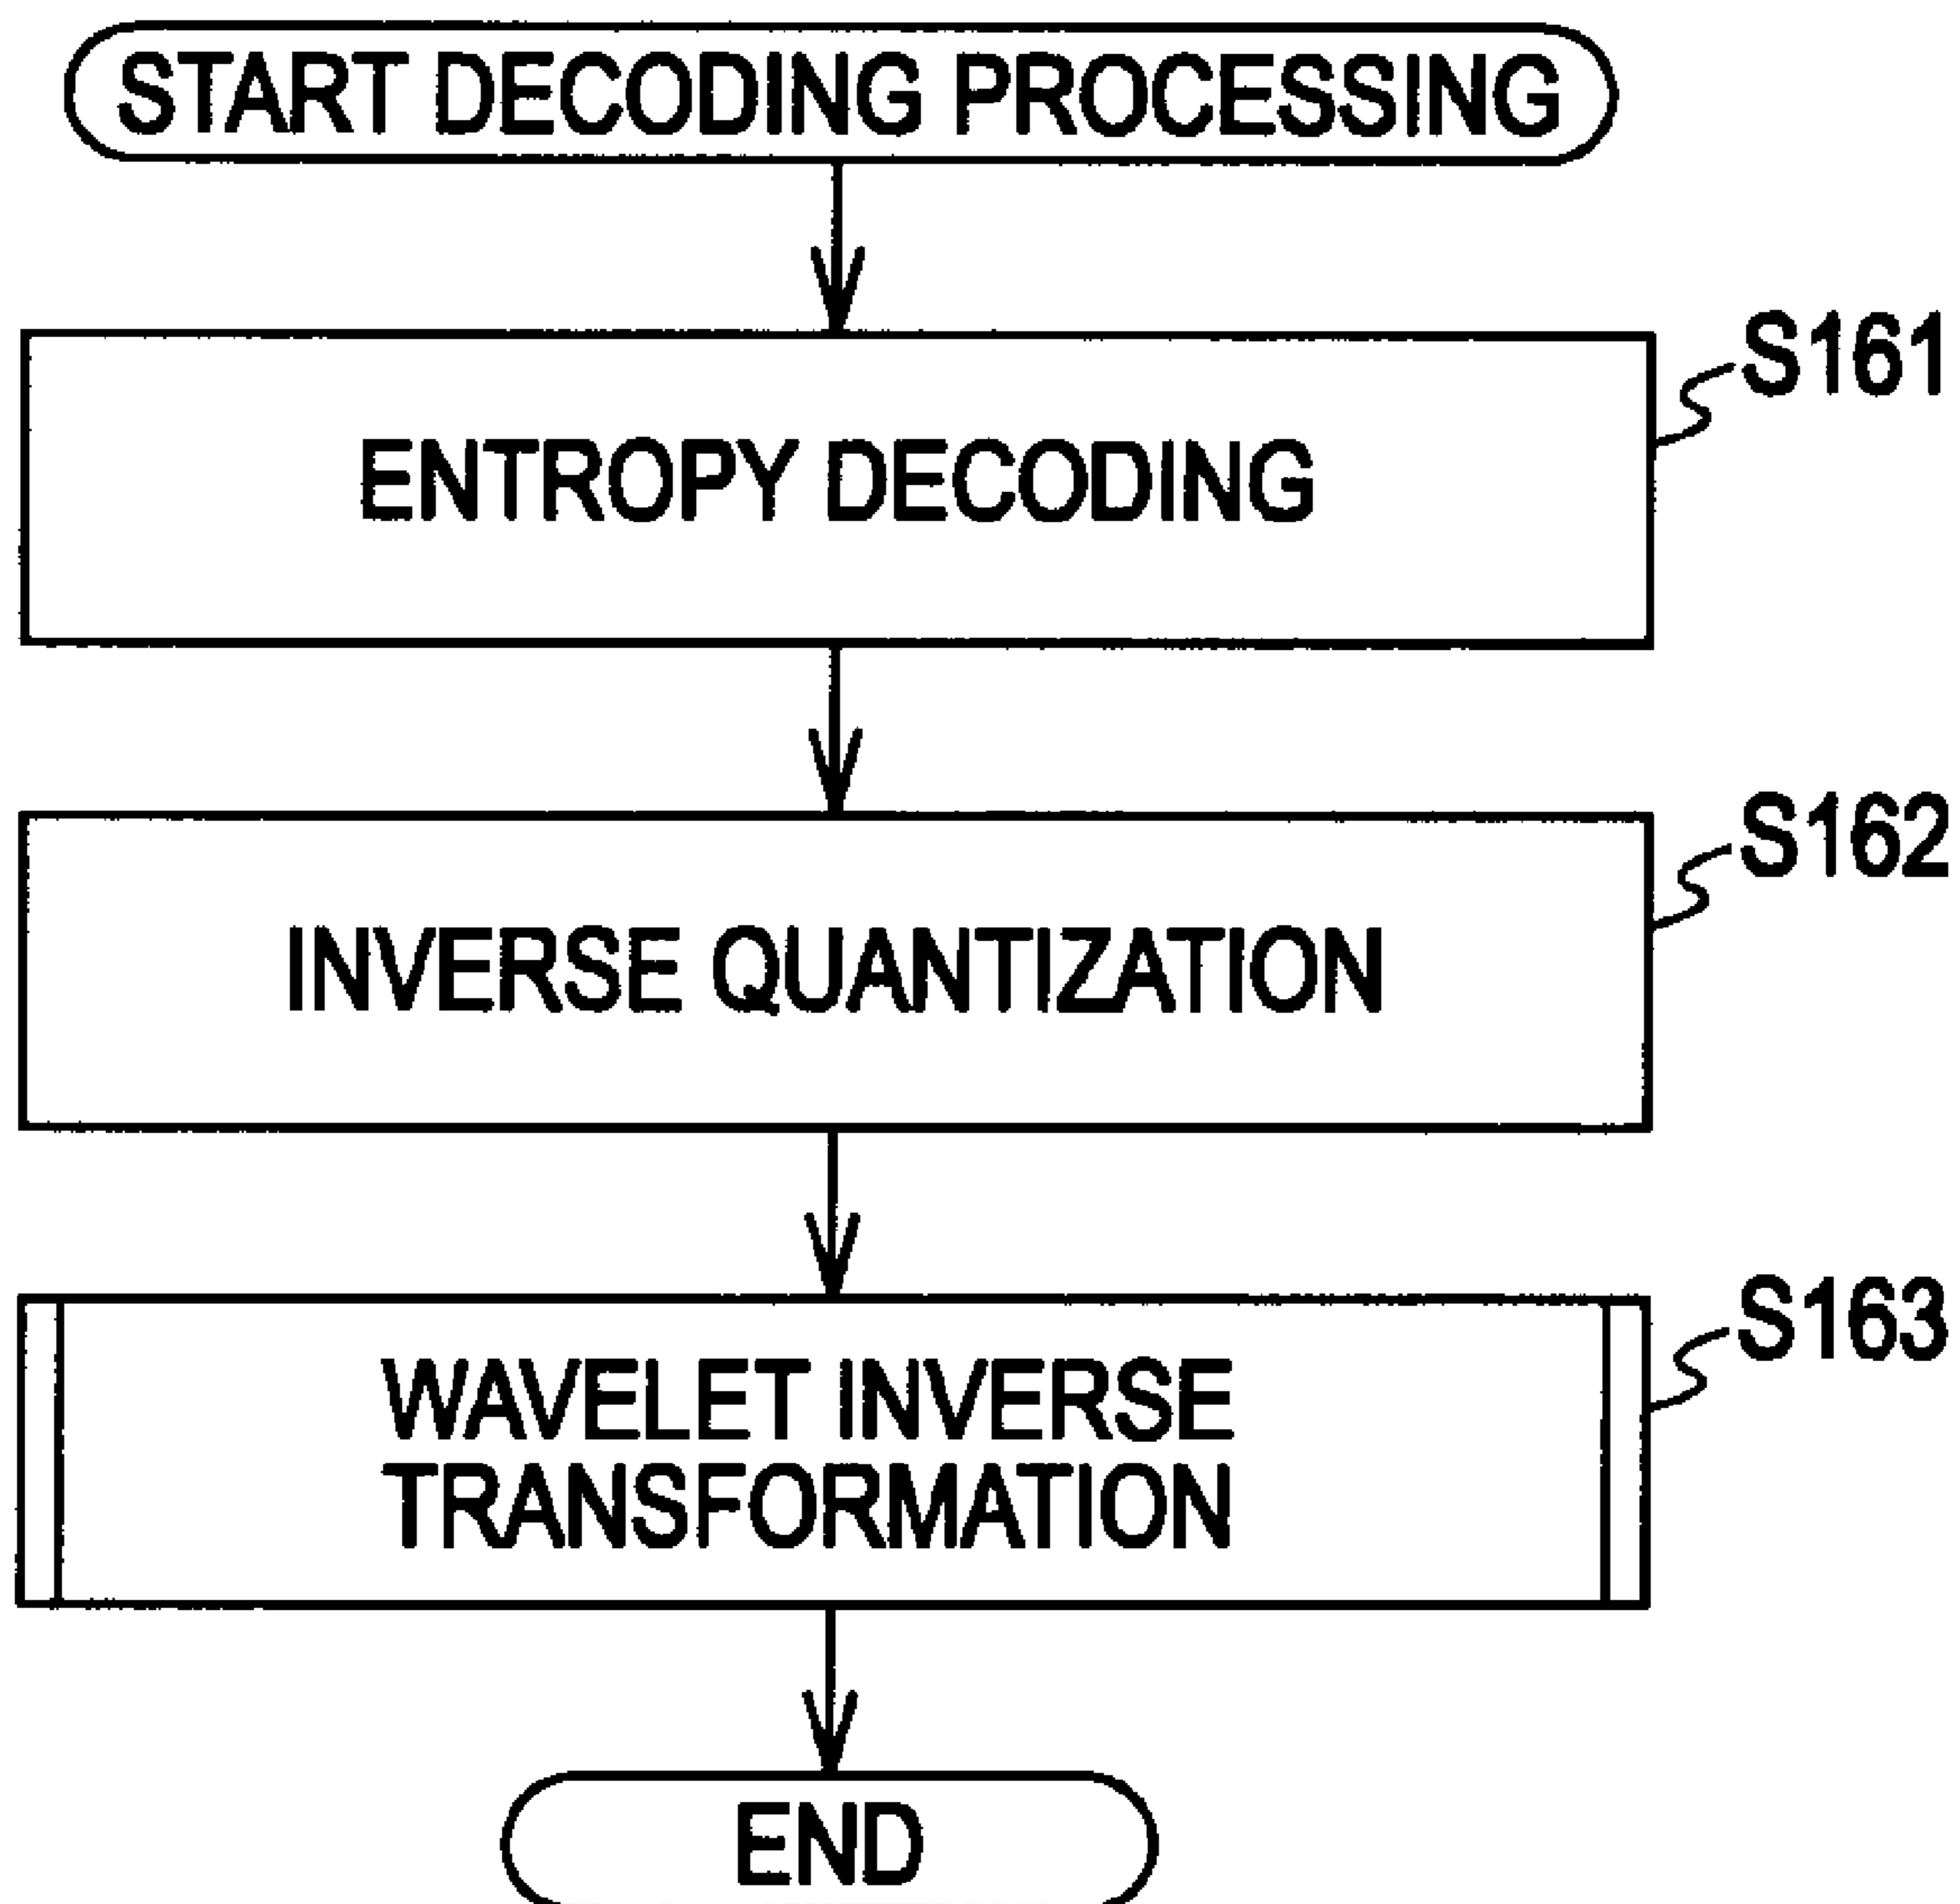 START DECODING PROCESSING
S161
ENTROPY DECODING
S162
INVERSE QUANTIZATION
S163
WAVELET INVERSE
TRANSFORMATION
END